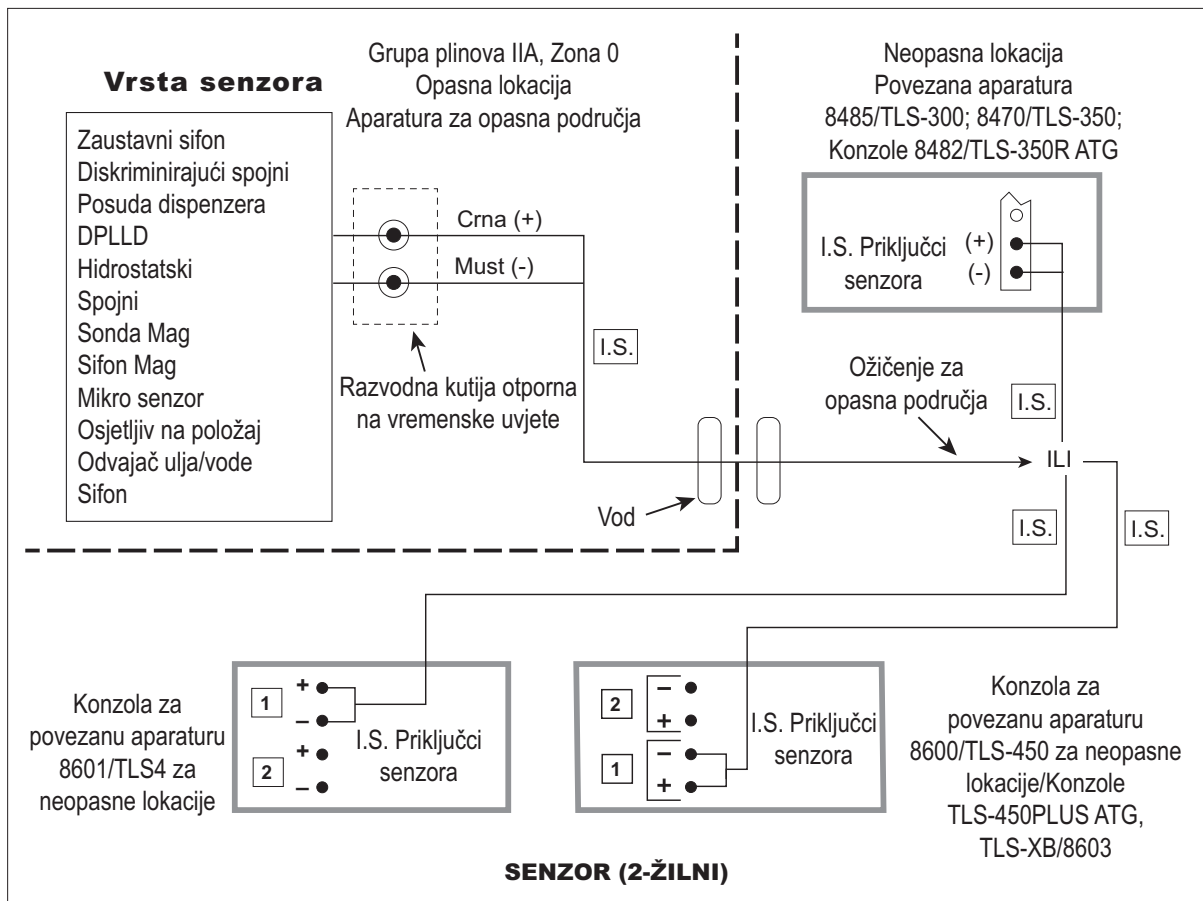 Vrsta senzora
Zaustavni sifon
Diskriminirajući spojni
Posuda dispenzera
DPLLD
Hidrostatski
Spojni
Sonda Mag
Sifon Mag
Mikro senzor
Osjetljiv na položaj
Odvajač ulja/vode
Sifon
Grupa plinova IIA, Zona 0
Opasna lokacija
Aparatura za opasna područja
Crna (+)
Must (-)
I.S.
Razvodna kutija otporna
na vremenske uvjete
Vod
Neopasna lokacija
Povezana aparatura
8485/TLS-300; 8470/TLS-350;
Konzole 8482/TLS-350R ATG
I.S. Priključci
senzora
(+)
(-)
Ožičenje za
opasna područja
I.S.
ILI
I.S.
I.S.
Konzola za
povezanu aparaturu
8601/TLS4 za
neopasne lokacije
1
+
–
2
+
–
I.S. Priključci
senzora
2
–
+
1
–
+
I.S. Priključci
senzora
Konzola za
povezanu aparaturu
8600/TLS-450 za neopasne
lokacije/Konzole
TLS-450PLUS ATG,
TLS-XB/8603
SENZOR (2-ŽILNI)